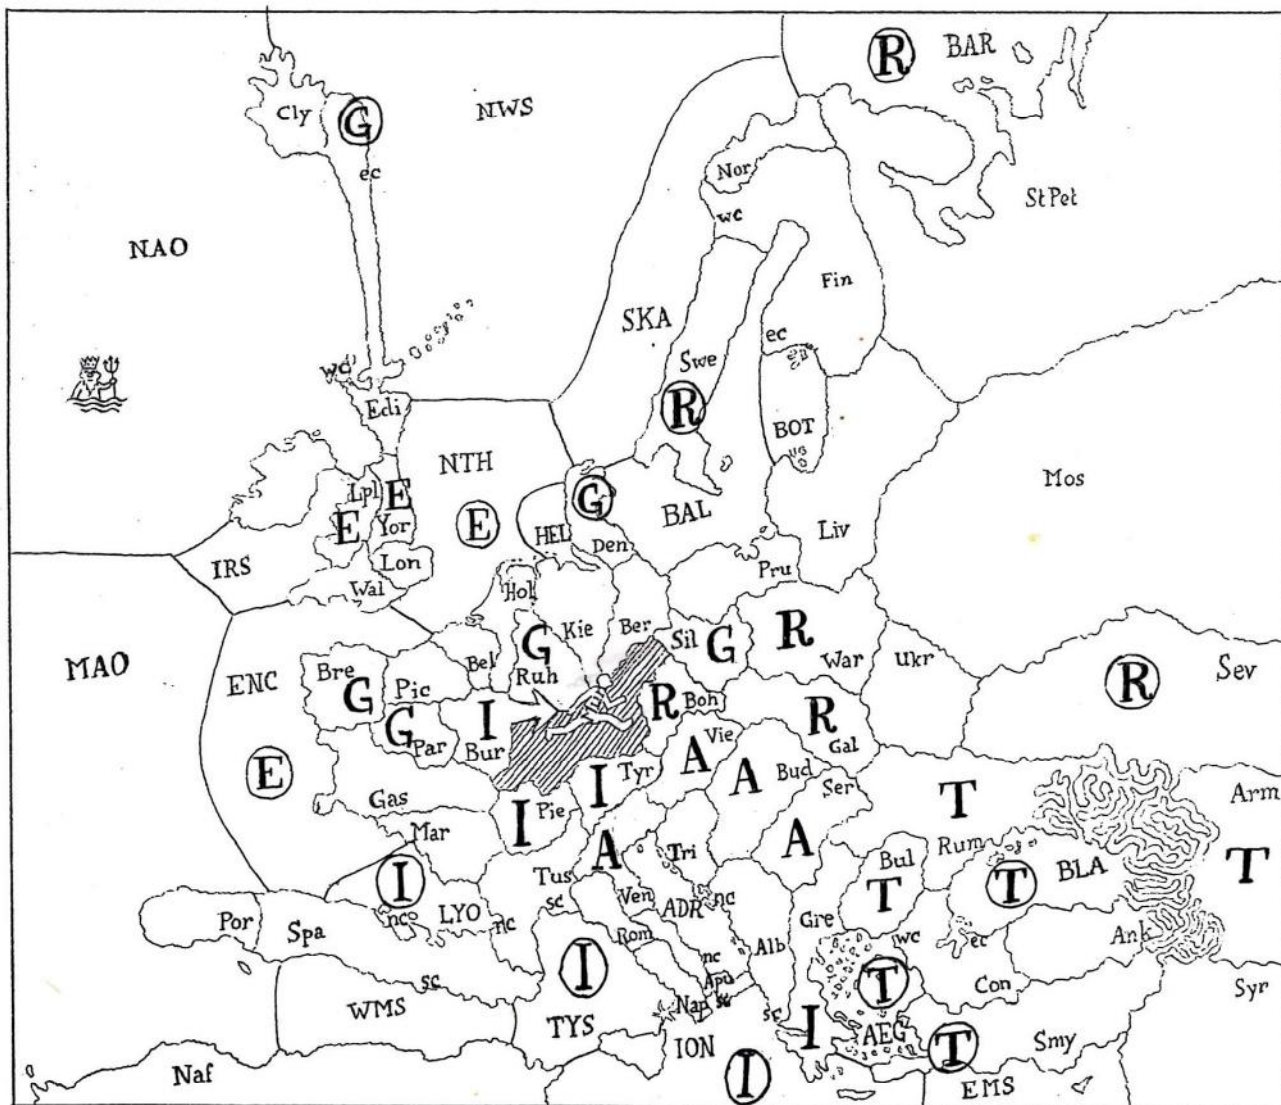 R BAR
Cly G NWS
ec
Nor
StPet
wc
NAO
Fin
SKA
ec
Swe
wc
R
Edi
BOT
NTH
Mos
Lpl E
G
E Yor E HEL BAL
Liv
IRS Lon Den
Wal Hol Pru
G Kie Ber Sil G R
MAO ENC Bre Bel Ruh War Ukr Sev
G Pic R Boh R R
G Par I Bur Vie Gal
E Tyr A A Bud
I Ser T Arm
Gas I Pie
Mar A A Rum
Tri Bul BLA T
I Tus T T
sc Ven ADR nc
Por Spa nc LYO nc Gre wc ec Ank
Rom Alb
sc I nc T Con Syr
WMS Apu
TYS Nap sc sc
ION I AEG T Smy
Naf I EMS